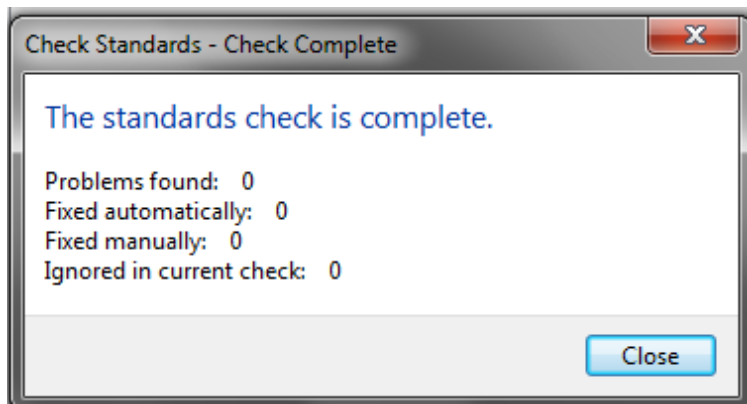 Check Standards - Check Complete
The standards check is complete.
Problems found: 0
Fixed automatically: 0
Fixed manually: 0
Ignored in current check: 0
Close